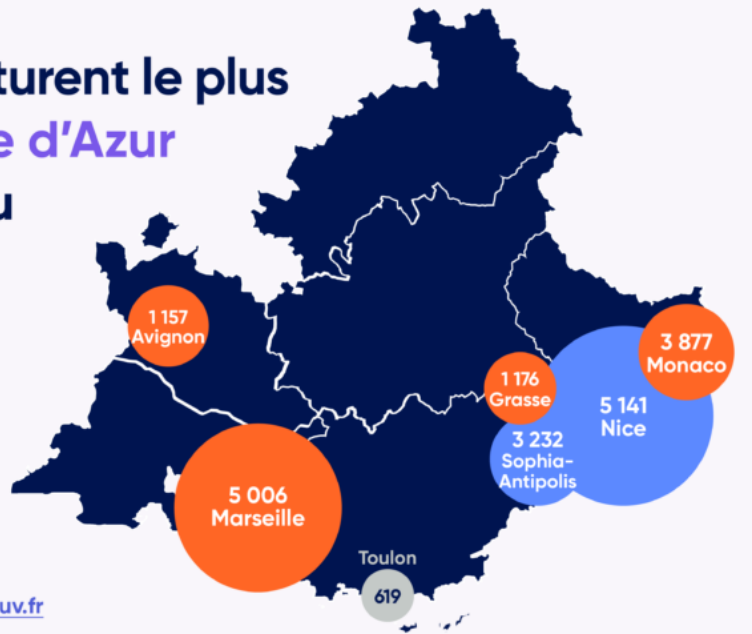 turent le plus
e d'Azur
u
1 157
Avignon
3 877
Monaco
1 176
Grasse
5 141
Nice
3 232
Sophia-
Antipolis
5 006
Marseille
Toulon
619
uv.fr